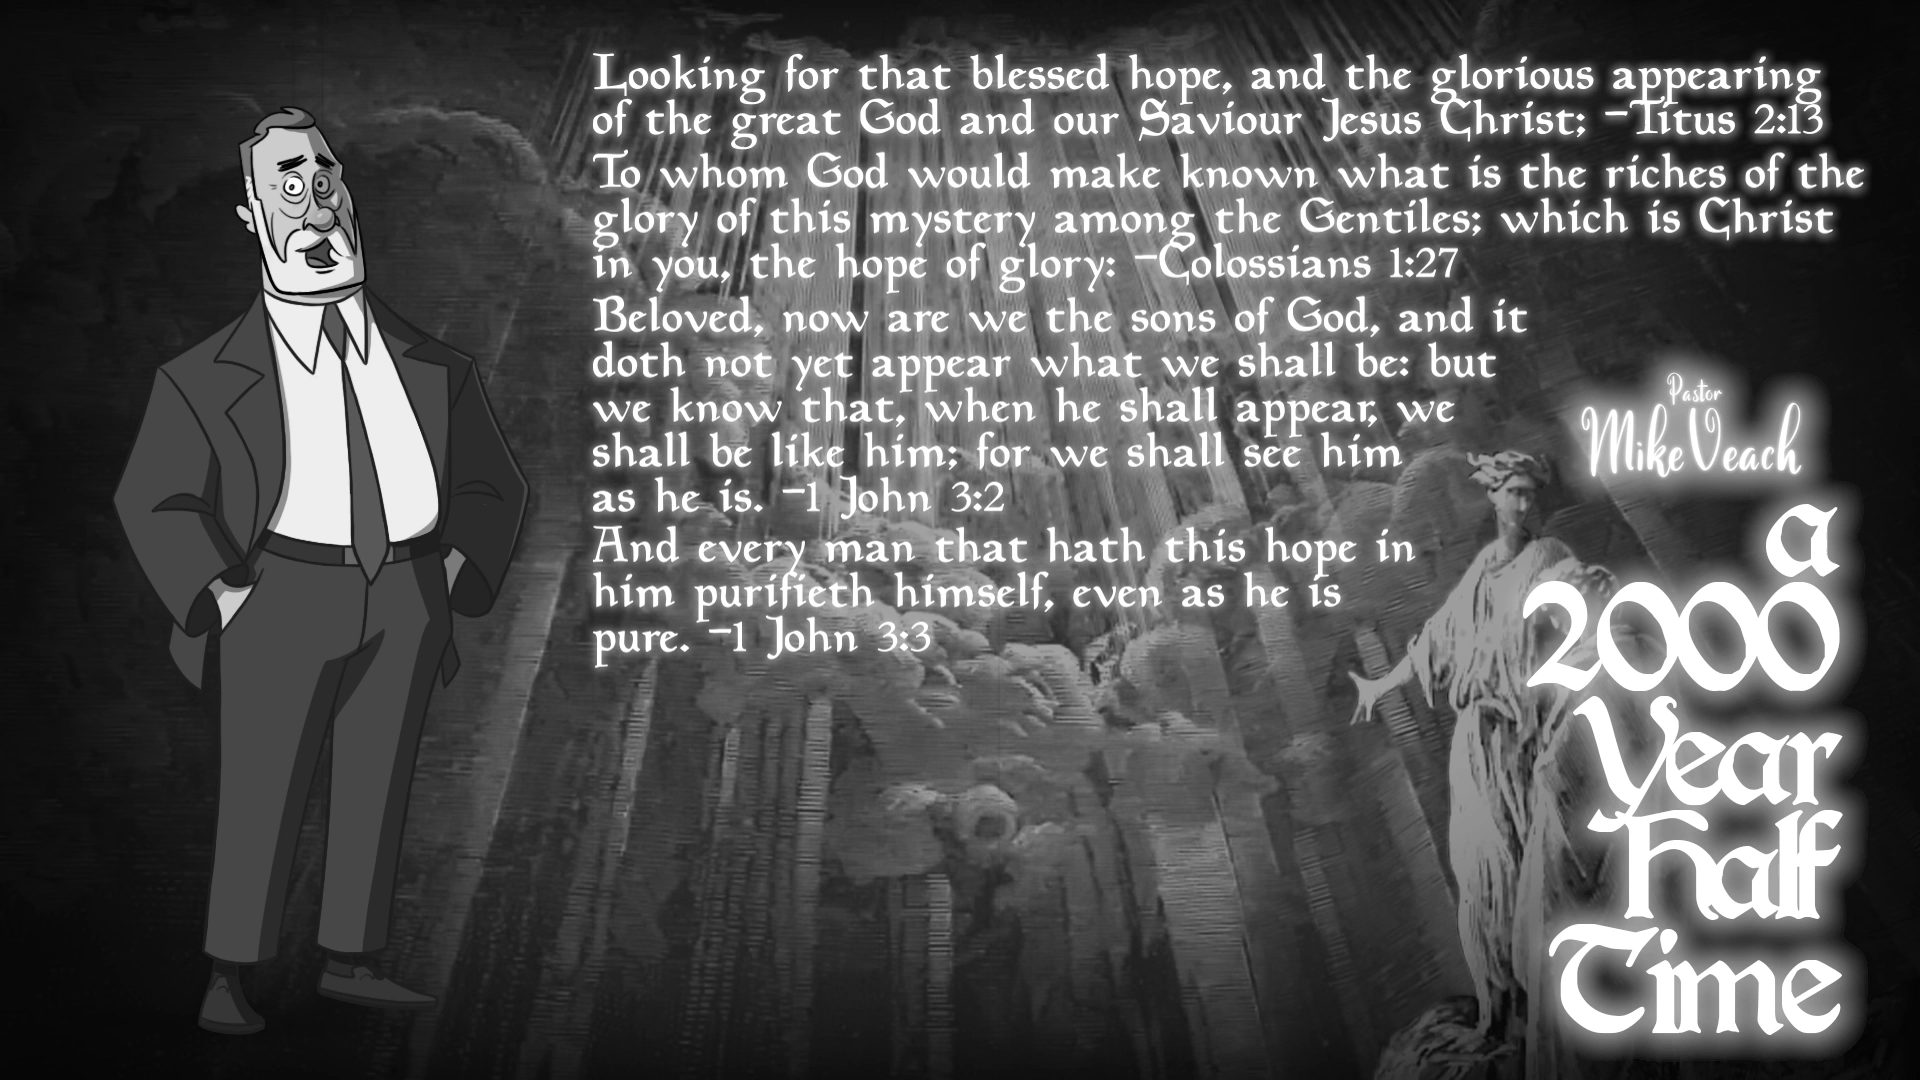 Looking for that blessed hope, and the glorious appearing
of the great God and our Saviour Jesus Christ; -Titus 2:13
To whom God would make known what is the riches of the
glory of this mystery among the Gentiles; which is Christ
in you, the hope of glory: -Colossians 1:27
Beloved, now are we the sons of God, and it
doth not yet appear what we shall be: but
we know that, when he shall appear, we
shall be like him; for we shall see him
as he is. -1 John 3:2
And every man that hath this hope in
him purifieth himself, even as he is
pure. -1 John 3:3
Pastor
Mike Veach
a
2000
Year
Half
Time